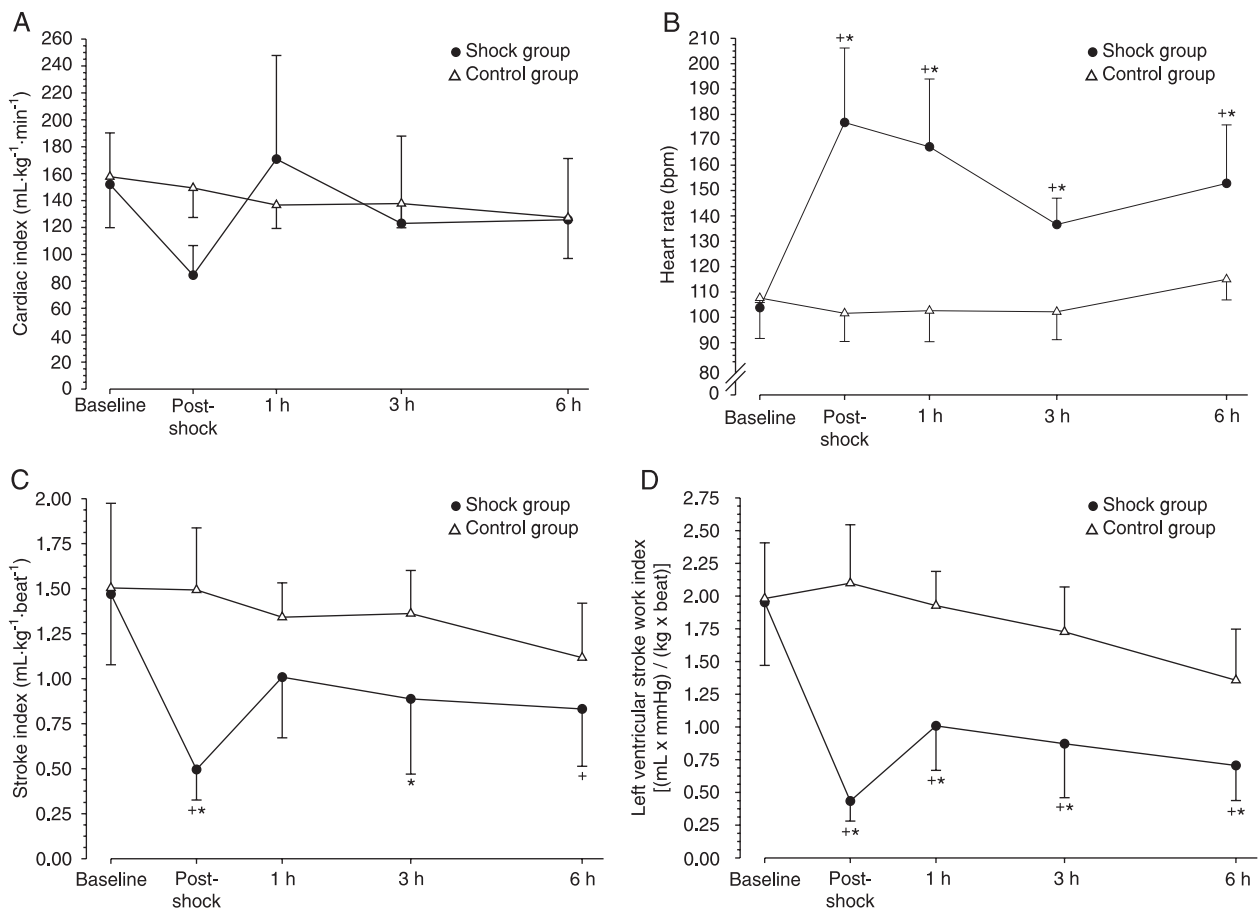 A
260
240
220
200
180
160
140
120
100
80
60
40
20
0
Cardiac index (mL·kg⁻¹·min⁻¹)
Shock group
Control group
Baseline Post- 1 h 3 h 6 h
shock
B
210
200
190
180
170
160
150
140
130
120
110
100
90
80
0
Heart rate (bpm)
Shock group
Control group
+*
+*
+*
+*
Baseline Post- 1 h 3 h 6 h
shock
C
2.00
1.75
1.50
1.25
1.00
0.75
0.50
0.25
0.00
Stroke index (mL·kg⁻¹·beat⁻¹)
Shock group
Control group
+*
*
+
Baseline Post- 1 h 3 h 6 h
shock
D
2.75
2.50
2.25
2.00
1.75
1.50
1.25
1.00
0.75
0.50
0.25
0.00
Left ventricular stroke work index
[(mL x mmHg) / (kg x beat)]
Shock group
Control group
+*
+*
+*
+*
Baseline Post- 1 h 3 h 6 h
shock